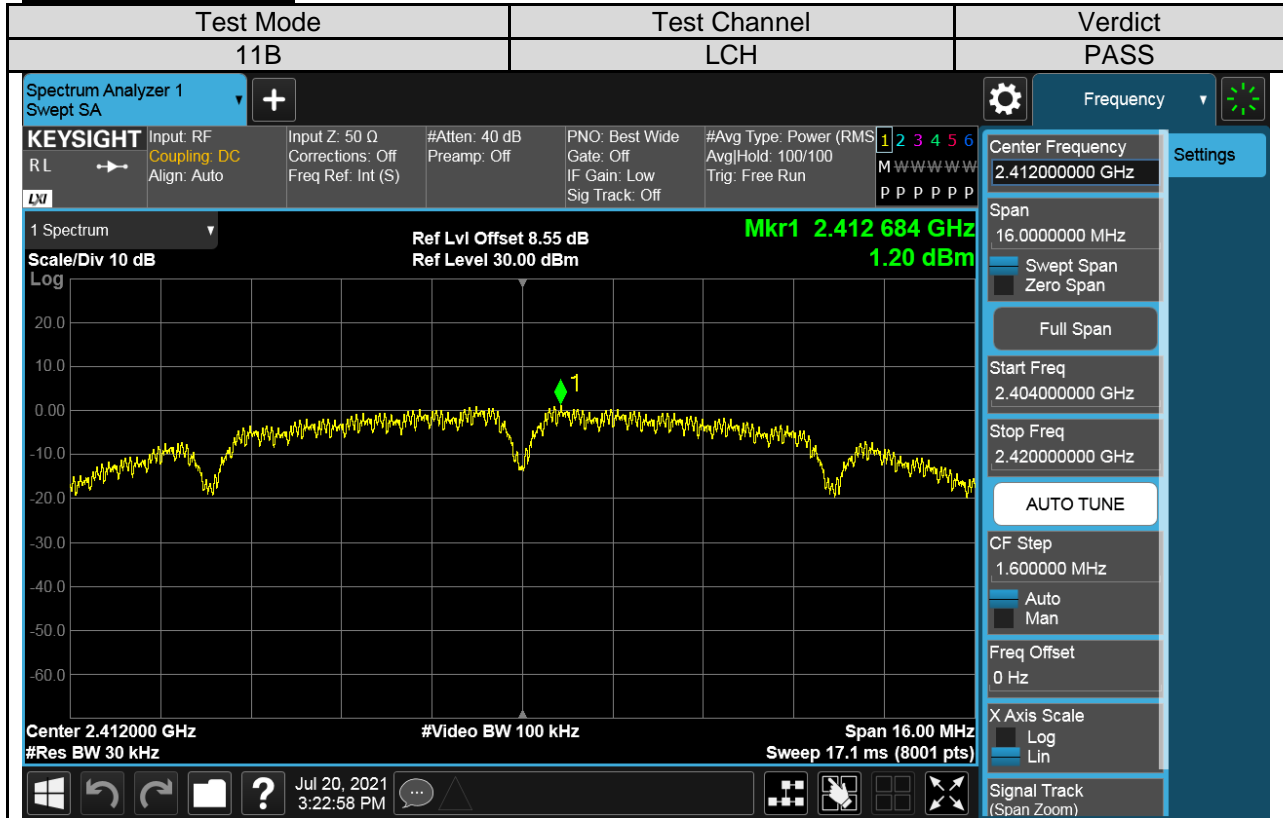 Test Mode Test Channel Verdict
11B LCH PASS
Spectrum Analyzer 1
Swept SA
+
Frequency
KEYSIGHT
RL
LXI
Input: RF
Coupling: DC
Align: Auto
Input Z: 50 Ω
Corrections: Off
Freq Ref: Int (S)
#Atten: 40 dB
Preamp: Off
PNO: Best Wide
Gate: Off
IF Gain: Low
Sig Track: Off
#Avg Type: Power (RMS
Avg|Hold: 100/100
Trig: Free Run
1 2 3 4 5 6
M W W W W W
P P P P P P
1 Spectrum
Scale/Div 10 dB
Log
Ref Lvl Offset 8.55 dB
Ref Level 30.00 dBm
Mkr1 2.412 684 GHz
1.20 dBm
1
20.0
10.0
0.00
-10.0
-20.0
-30.0
-40.0
-50.0
-60.0
Center 2.412000 GHz
#Res BW 30 kHz
#Video BW 100 kHz
Span 16.00 MHz
Sweep 17.1 ms (8001 pts)
Center Frequency
2.412000000 GHz
Settings
Span
16.0000000 MHz
Swept Span
Zero Span
Full Span
Start Freq
2.404000000 GHz
Stop Freq
2.420000000 GHz
AUTO TUNE
CF Step
1.600000 MHz
Auto
Man
Freq Offset
0 Hz
X Axis Scale
Log
Lin
Signal Track
(Span Zoom)
?
Jul 20, 2021
3:22:58 PM